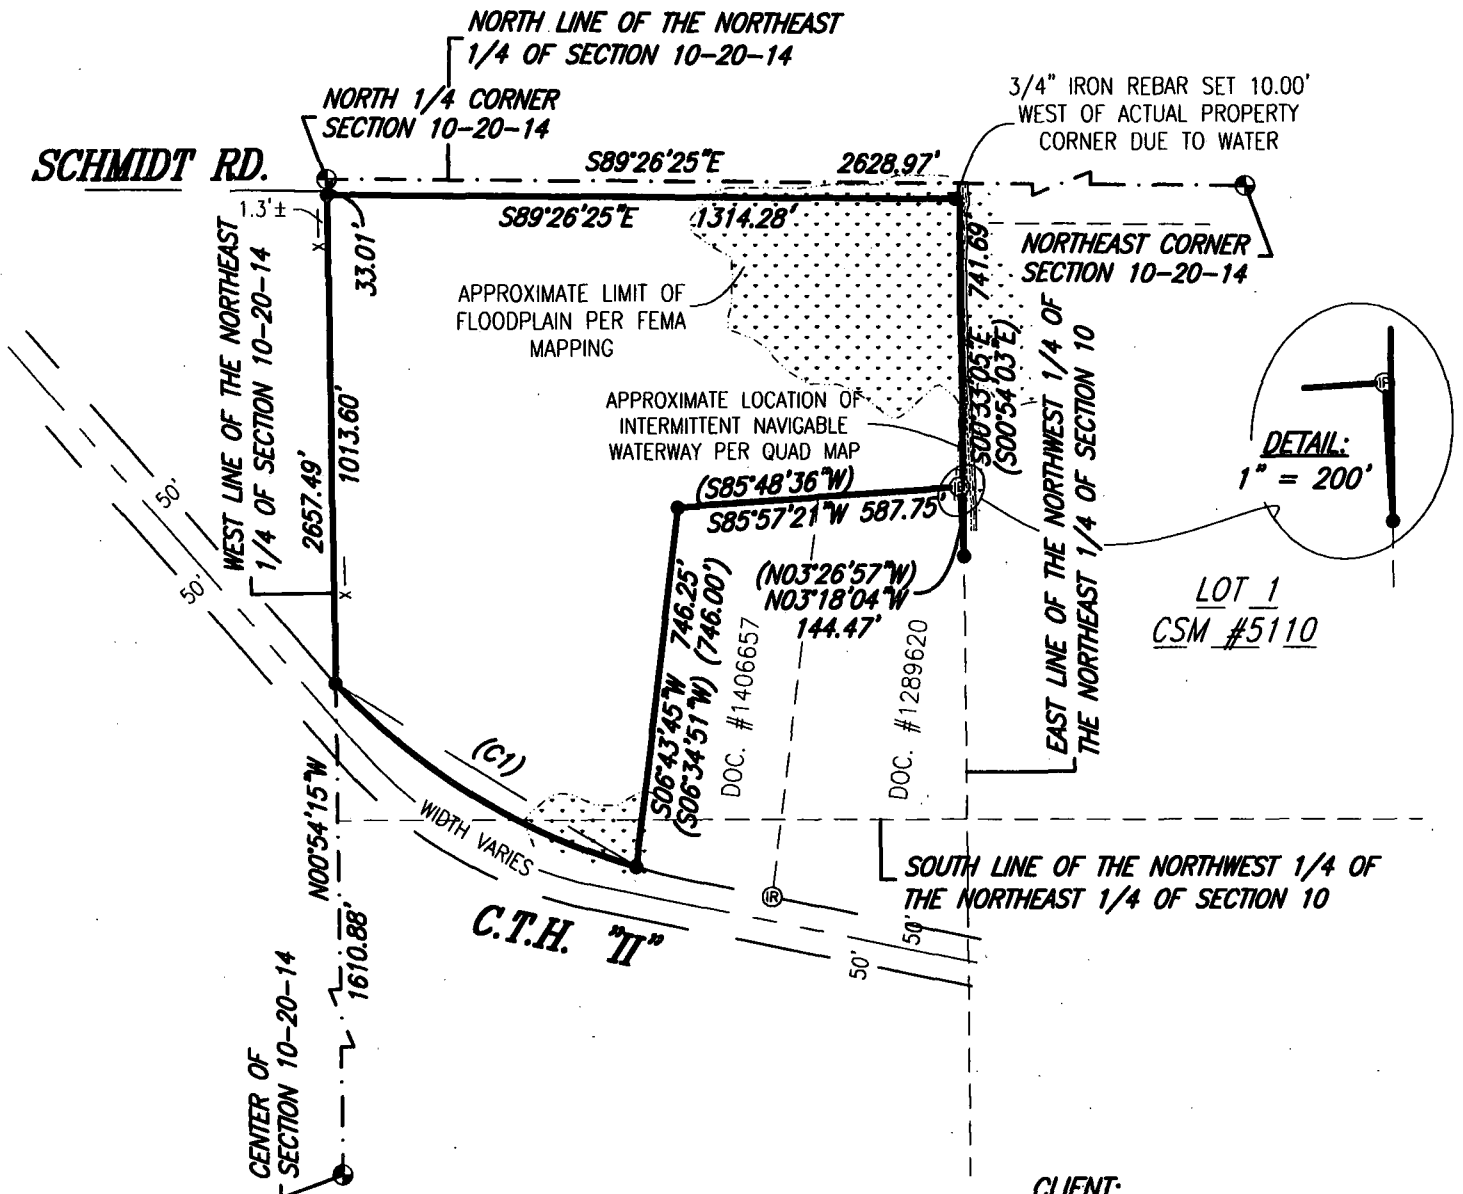 NORTH LINE OF THE NORTHEAST
1/4 OF SECTION 10-20-14
NORTH 1/4 CORNER
SECTION 10-20-14
3/4" IRON REBAR SET 10.00'
WEST OF ACTUAL PROPERTY
CORNER DUE TO WATER
SCHMIDT RD.
S89°26'25"E 2628.97'
1.3'±
33.01'
S89°26'25"E 1314.28'
NORTHEAST CORNER
SECTION 10-20-14
WEST LINE OF THE NORTHEAST
1/4 OF SECTION 10-20-14
2657.49'
1013.60'
APPROXIMATE LIMIT OF
FLOODPLAIN PER FEMA
MAPPING
S00°33'05"E 741.69'
(S00°54'03"E)
EAST LINE OF THE NORTHWEST 1/4 OF
THE NORTHEAST 1/4 OF SECTION 10
APPROXIMATE LOCATION OF
INTERMITTENT NAVIGABLE
WATERWAY PER QUAD MAP
IF
DETAIL:
1" = 200'
50'
50'
(S85°48'36"W)
S85°57'21"W 587.75'
(N03°26'57"W)
N03°18'04"W
144.47'
LOT 1
CSM #5110
S06°43'45"W 746.25'
(S06°34'51"W) (746.00')
DOC. #1406657
DOC. #1289620
(C1)
WIDTH VARIES
N00°54'15"W
1610.88'
SOUTH LINE OF THE NORTHWEST 1/4 OF
THE NORTHEAST 1/4 OF SECTION 10
IR
C.T.H. "II"
50'
50'
CENTER OF
SECTION 10-20-14
CLIENT: